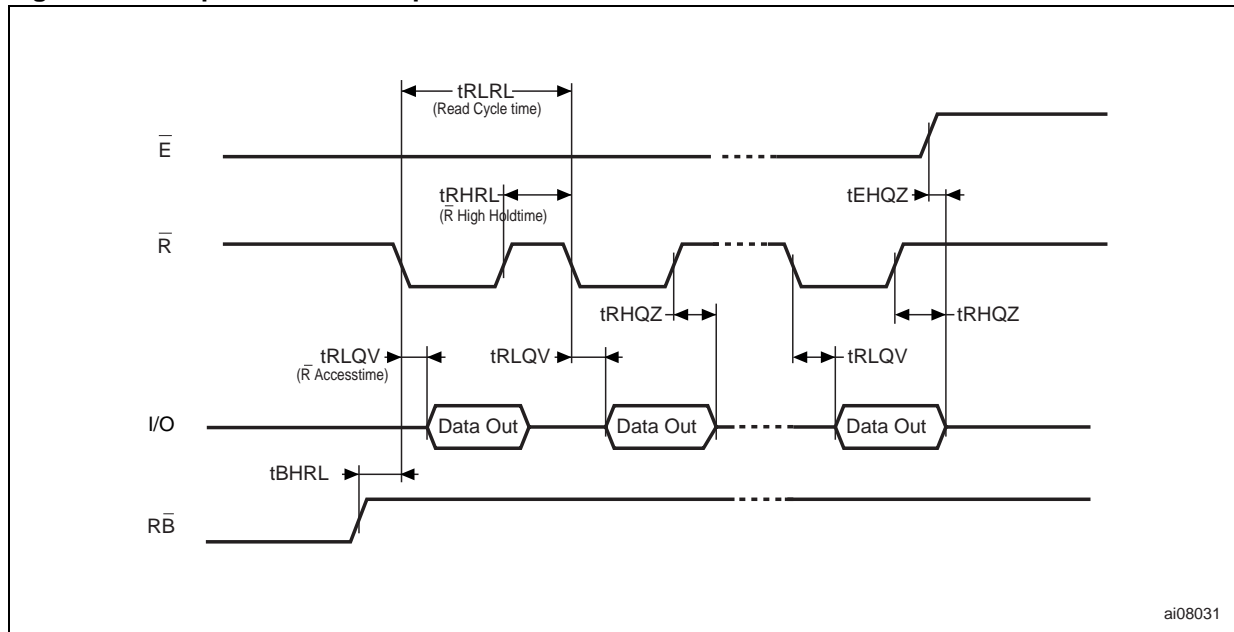 tRLRL
(Read Cycle time)
E̅
tRHRL
(R̅ High Holdtime)
tEHQZ
R̅
tRHQZ
tRHQZ
tRLQV
(R̅ Accesstime)
tRLQV
tRLQV
I/O
Data Out
Data Out
Data Out
tBHRL
RB̅
ai08031